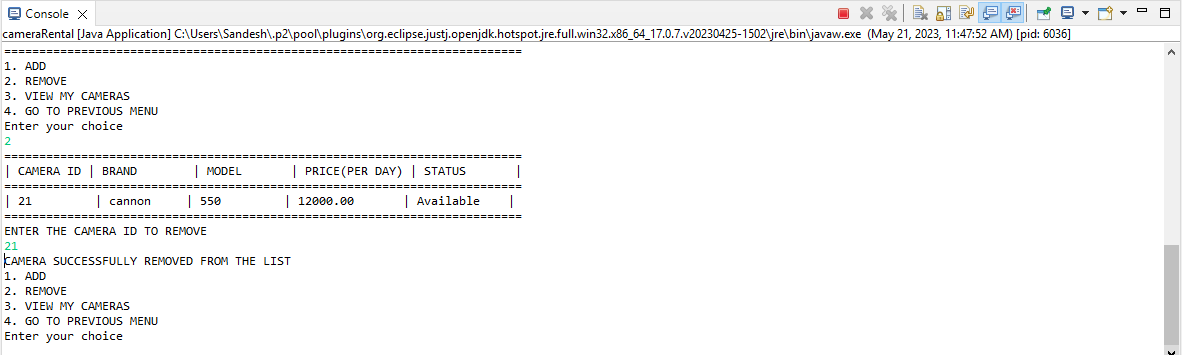 Console
cameraRental [Java Application] C:\Users\Sandesh\.p2\pool\plugins\org.eclipse.justj.openjdk.hotspot.jre.full.win32.x86_64_17.0.7.v20230425-1502\jre\bin\javaw.exe (May 21, 2023, 11:47:52 AM) [pid: 6036]
==========================================================================
1. ADD
2. REMOVE
3. VIEW MY CAMERAS
4. GO TO PREVIOUS MENU
Enter your choice
2
==========================================================================
| CAMERA ID | BRAND        | MODEL       | PRICE(PER DAY) | STATUS       |
==========================================================================
| 21         | cannon     | 550         | 12000.00       | Available    |
==========================================================================
ENTER THE CAMERA ID TO REMOVE
21
CAMERA SUCCESSFULLY REMOVED FROM THE LIST
1. ADD
2. REMOVE
3. VIEW MY CAMERAS
4. GO TO PREVIOUS MENU
Enter your choice